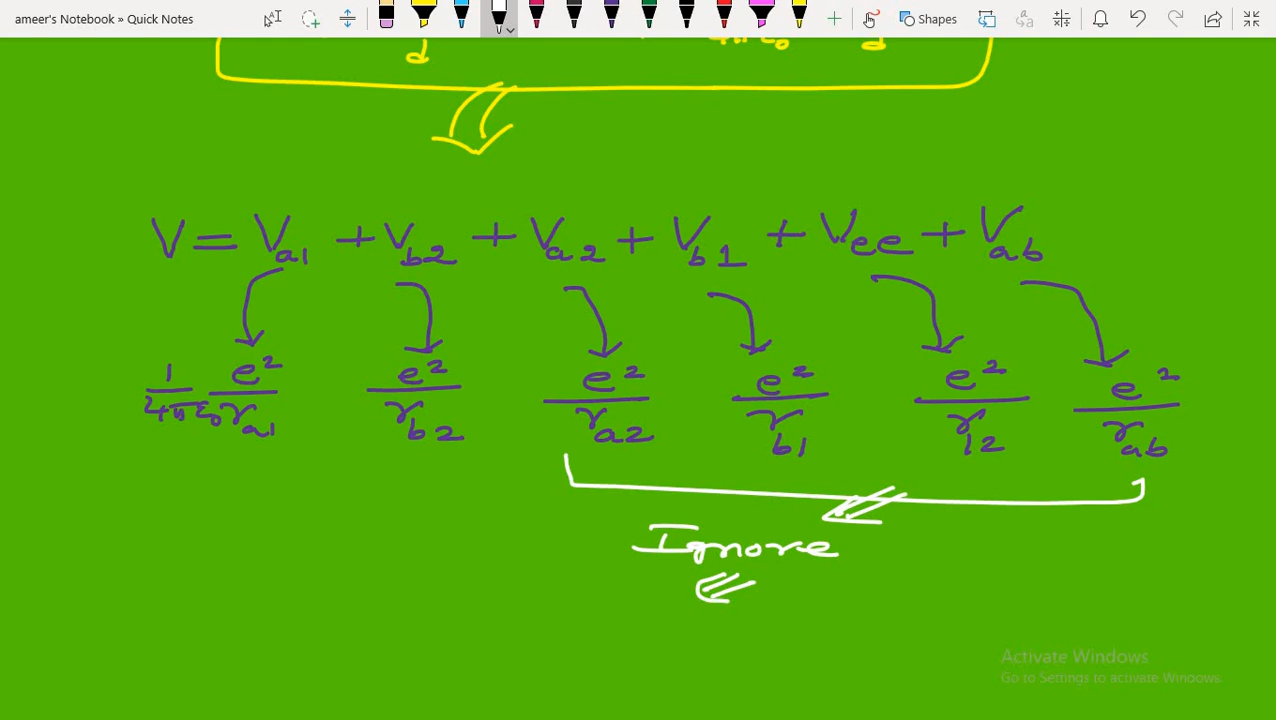 ameer's Notebook » Quick Notes
Shapes
d
d
V = Va1 + Vb2 + Va2 + Vb1 + Vee + Vab
1/4πε0 e²/ra1 e²/rb2 e²/ra2 e²/rb1 e²/r12 e²/rab
Ignore
Activate Windows
Go to Settings to activate Windows.